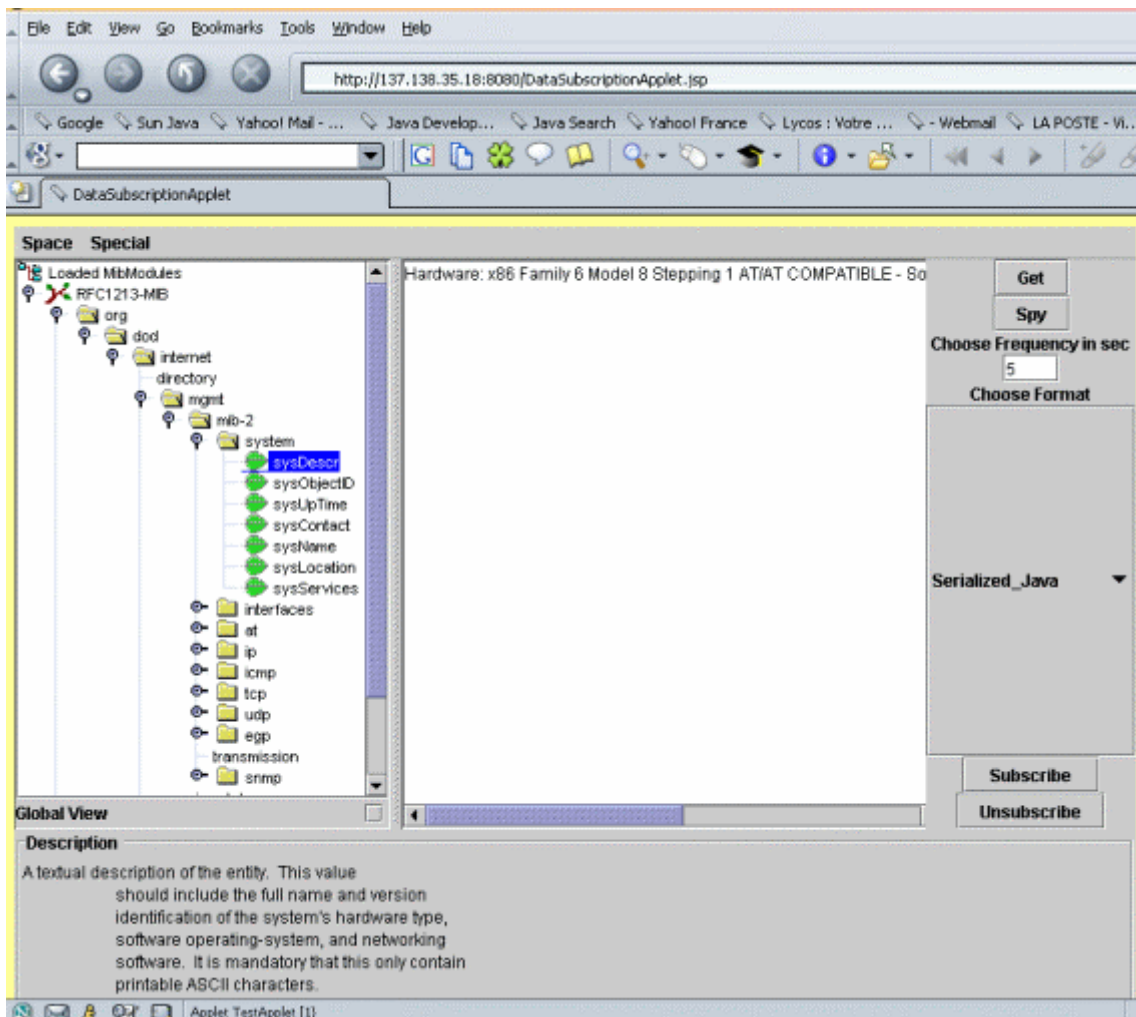 File Edit View Go Bookmarks Tools Window Help
http://137.138.35.18:8080/DataSubscriptionApplet.jsp
Google Sun Java Yahoo! Mail - ... Java Develop... Java Search Yahoo! France Lycos : Votre ... - Webmail LA POSTE - Vi...
DataSubscriptionApplet
Space Special
Loaded MibModules
RFC1213-MIB
org
dod
internet
directory
mgmt
mib-2
system
sysDescr
sysObjectID
sysUpTime
sysContact
sysName
sysLocation
sysServices
interfaces
at
ip
icmp
tcp
udp
egp
transmission
snmp
Global View
Hardware: x86 Family 6 Model 8 Stepping 1 AT/AT COMPATIBLE - So
Get
Spy
Choose Frequency in sec
5
Choose Format
Serialized_Java
Subscribe
Unsubscribe
Description
A textual description of the entity. This value
should include the full name and version
identification of the system's hardware type,
software operating-system, and networking
software. It is mandatory that this only contain
printable ASCII characters.
Applet TestApplet [1]